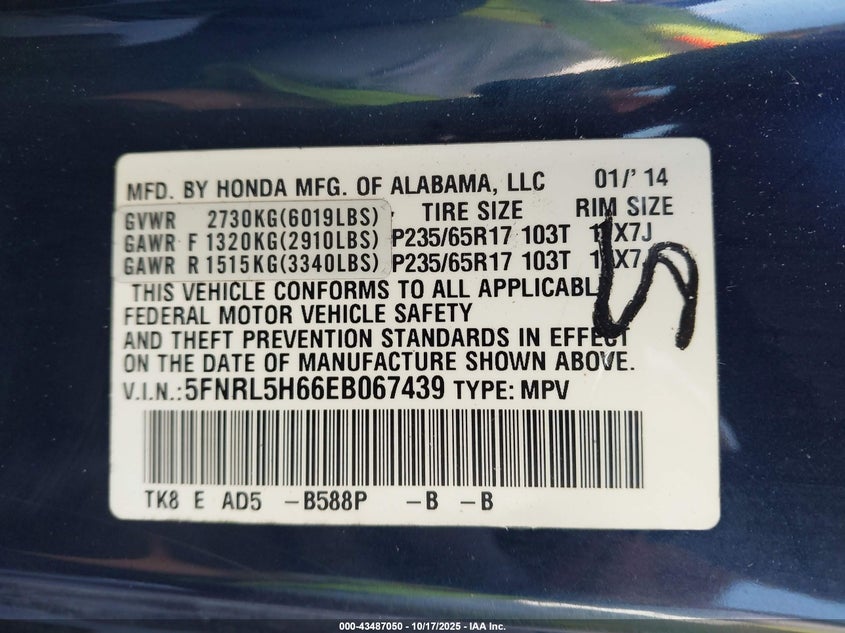 MFD. BY HONDA MFG. OF ALABAMA, LLC 01/' 14
GVWR 2730KG(6019LBS) TIRE SIZE RIM SIZE
GAWR F 1320KG(2910LBS) P235/65R17 103T X7J
GAWR R 1515KG(3340LBS) P235/65R17 103T
THIS VEHICLE CONFORMS TO ALL APPLICABLE
FEDERAL MOTOR VEHICLE SAFETY
AND THEFT PREVENTION STANDARDS IN EFFECT
ON THE DATE OF MANUFACTURE SHOWN ABOVE.
V.I.N.:5FNRL5H66EB067439 TYPE: MPV
TK8 E AD5 -B588P -B -B
000-43487050 - 10/17/2025 - IAA Inc.